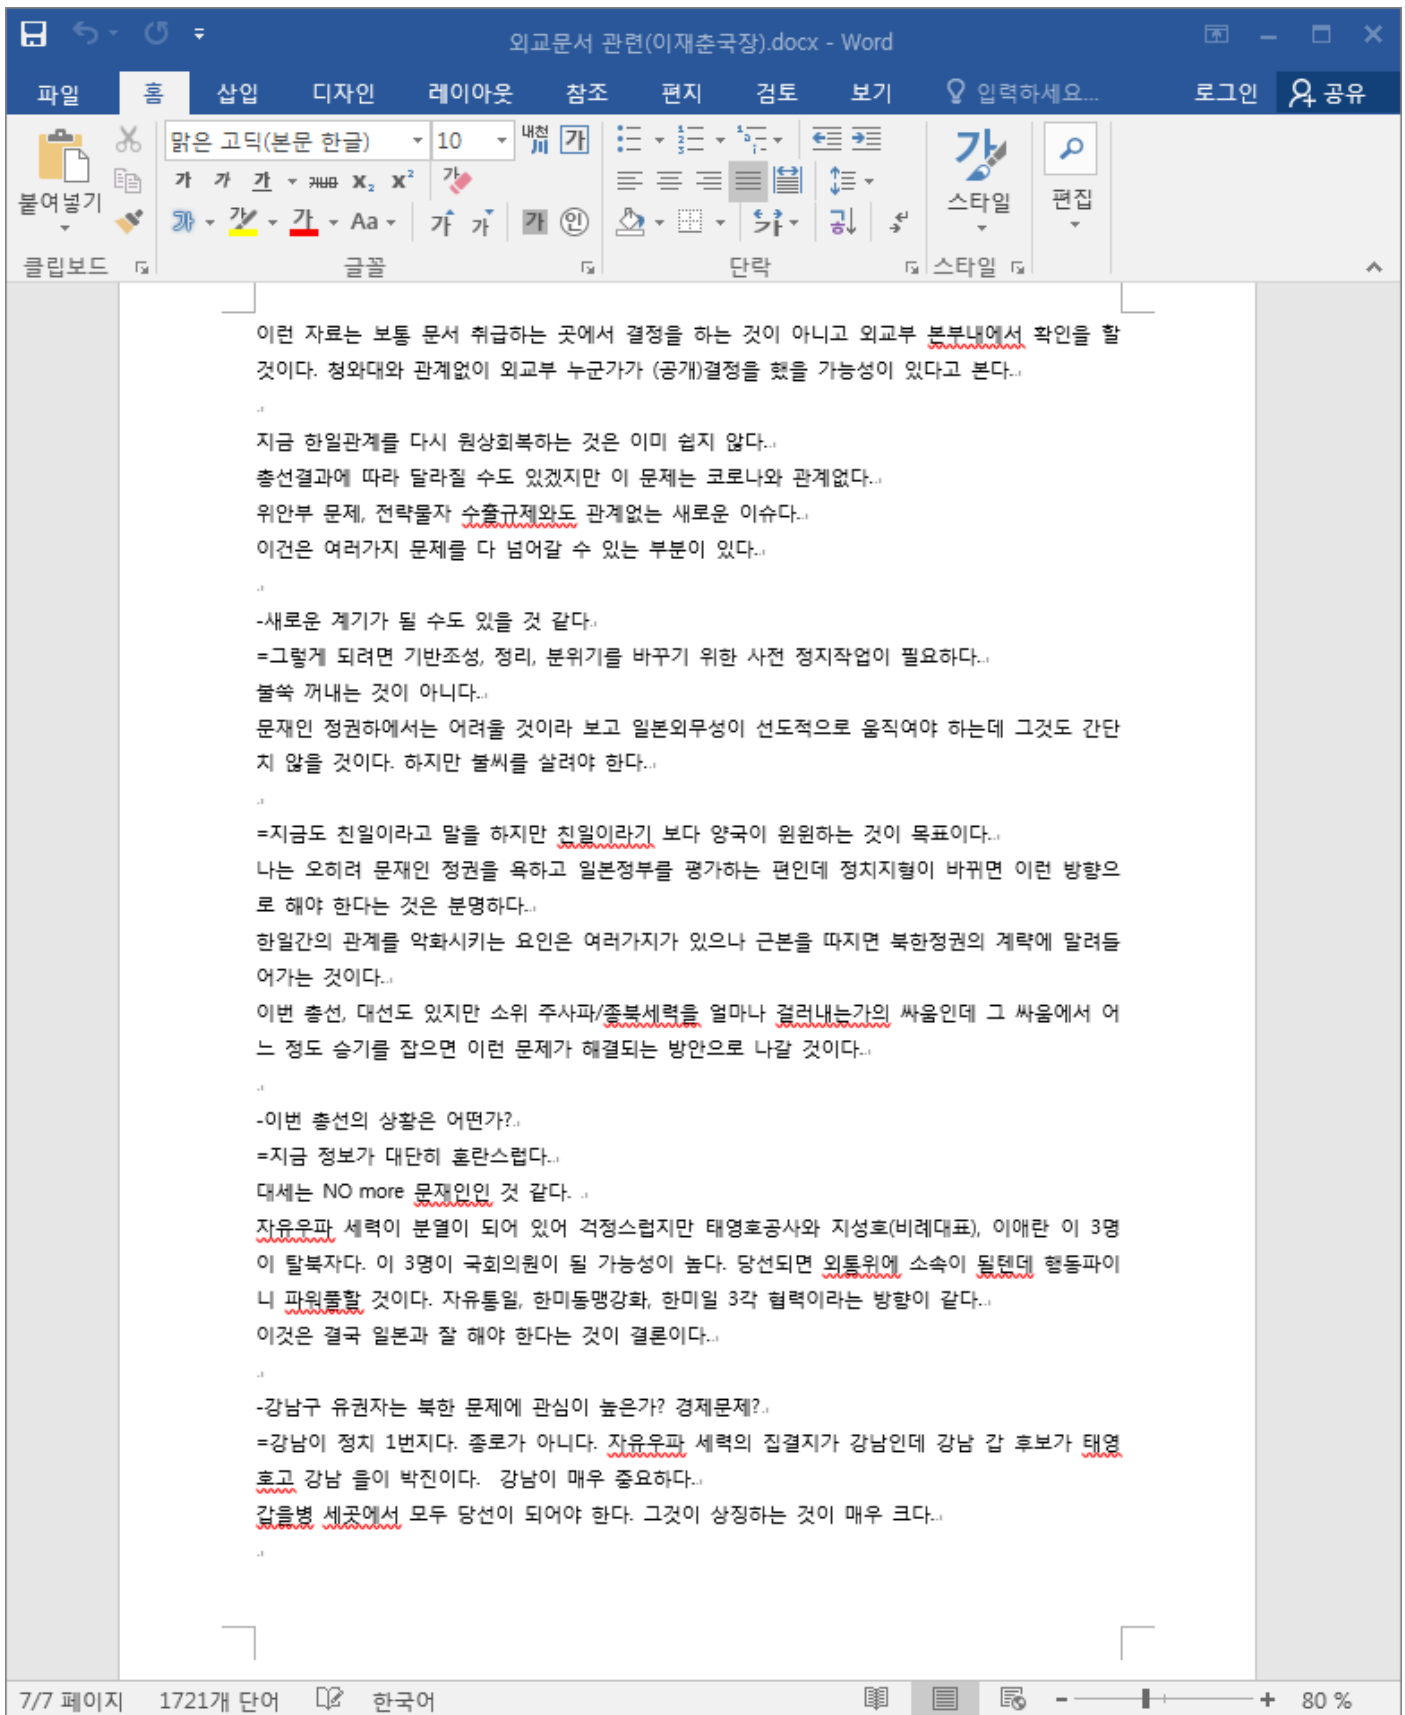 외교문서 관련(이재춘국장).docx - Word
파일 홈 삽입 디자인 레이아웃 참조 편지 검토 보기 입력하세요... 로그인 공유
맑은 고딕(본문 한글) 10 내천川 가
붙여넣기
가 가 가 가 X₂ X² 가
가 가 가 Aa 가 가 가 인
스타일 편집
클립보드 글꼴 단락 스타일
이런 자료는 보통 문서 취급하는 곳에서 결정을 하는 것이 아니고 외교부 본부내에서 확인을 할
것이다. 청와대와 관계없이 외교부 누군가가 (공개)결정을 했을 가능성이 있다고 본다.
지금 한일관계를 다시 원상회복하는 것은 이미 쉽지 않다.
총선결과에 따라 달라질 수도 있겠지만 이 문제는 코로나와 관계없다.
위안부 문제, 전략물자 수출규제와도 관계없는 새로운 이슈다.
이건은 여러가지 문제를 다 넘어갈 수 있는 부분이 있다.
-새로운 계기가 될 수도 있을 것 같다.
=그렇게 되려면 기반조성, 정리, 분위기를 바꾸기 위한 사전 정지작업이 필요하다.
불쑥 꺼내는 것이 아니다.
문재인 정권하에서는 어려울 것이라 보고 일본외무성이 선도적으로 움직여야 하는데 그것도 간단
치 않을 것이다. 하지만 불씨를 살려야 한다.
=지금도 친일이라고 말을 하지만 친일이라기 보다 양국이 윈윈하는 것이 목표이다.
나는 오히려 문재인 정권을 욕하고 일본정부를 평가하는 편인데 정치지형이 바뀌면 이런 방향으
로 해야 한다는 것은 분명하다.
한일간의 관계를 악화시키는 요인은 여러가지가 있으나 근본을 따지면 북한정권의 계략에 말려들
어가는 것이다.
이번 총선, 대선도 있지만 소위 주사파/종북세력을 얼마나 걸러내는가의 싸움인데 그 싸움에서 어
느 정도 승기를 잡으면 이런 문제가 해결되는 방안으로 나갈 것이다.
-이번 총선의 상황은 어떤가?
=지금 정보가 대단히 혼란스럽다.
대세는 NO more 문재인인 것 같다.
자유우파 세력이 분열이 되어 있어 걱정스럽지만 태영호공사와 지성호(비례대표), 이애란 이 3명
이 탈북자다. 이 3명이 국회의원이 될 가능성이 높다. 당선되면 외통위에 소속이 될텐데 행동파이
니 파워풀할 것이다. 자유통일, 한미동맹강화, 한미일 3각 협력이라는 방향이 같다.
이것은 결국 일본과 잘 해야 한다는 것이 결론이다.
-강남구 유권자는 북한 문제에 관심이 높은가? 경제문제?
=강남이 정치 1번지다. 종로가 아니다. 자유우파 세력의 집결지가 강남인데 강남 갑 후보가 태영
호고 강남 을이 박진이다. 강남이 매우 중요하다.
갑을병 세곳에서 모두 당선이 되어야 한다. 그것이 상징하는 것이 매우 크다.
7/7 페이지 1721개 단어 한국어 80 %